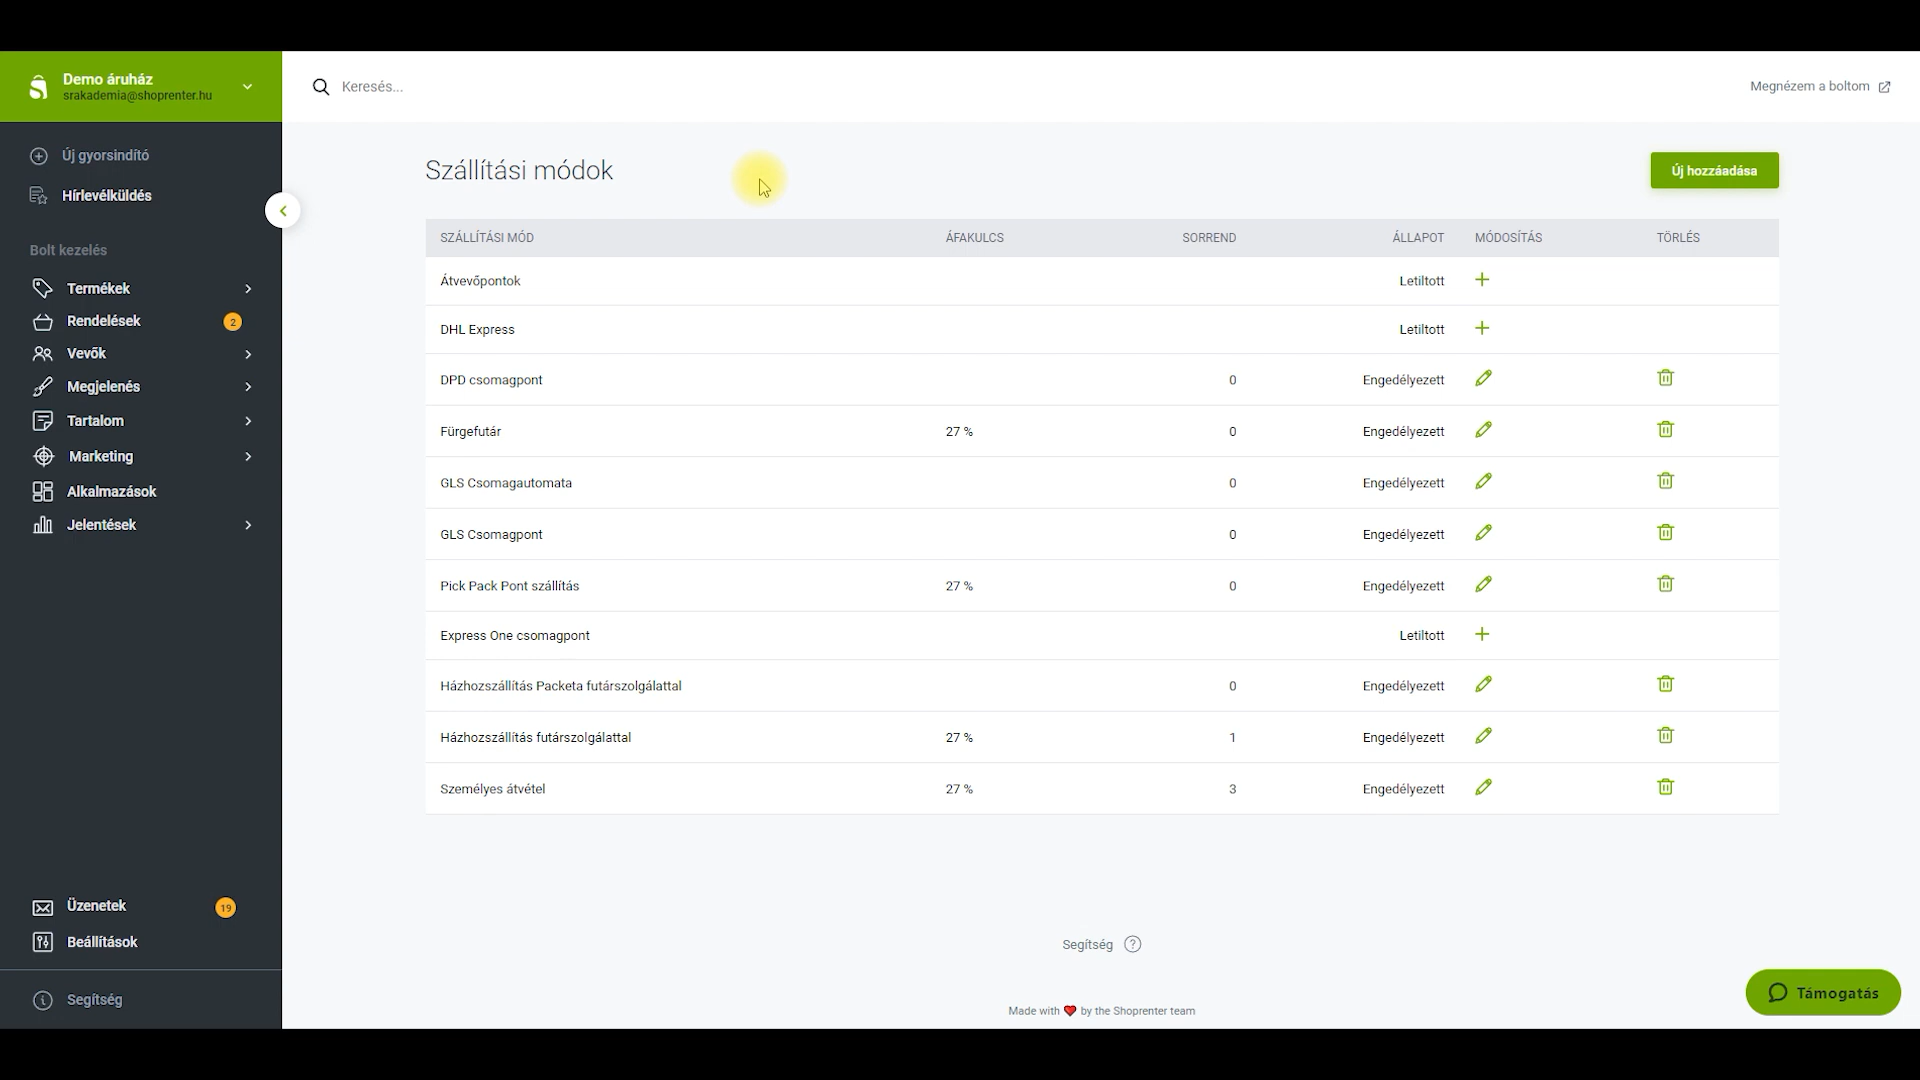 Demo áruház
srakademia@shoprenter.hu
Keresés...
Megnézem a boltom
Új gyorsindító
Hírlevélküldés
Bolt kezelés
Termékek
Rendelések 2
Vevők
Megjelenés
Tartalom
Marketing
Alkalmazások
Jelentések
Üzenetek 19
Beállítások
Segítség
Szállítási módok
Új hozzáadása
SZÁLLÍTÁSI MÓD ÁFAKULCS SORREND ÁLLAPOT MÓDOSÍTÁS TÖRLÉS
Átvevőpontok Letiltott
DHL Express Letiltott
DPD csomagpont 0 Engedélyezett
Fürgefutár 27 % 0 Engedélyezett
GLS Csomagautomata 0 Engedélyezett
GLS Csomagpont 0 Engedélyezett
Pick Pack Pont szállítás 27 % 0 Engedélyezett
Express One csomagpont Letiltott
Házhozszállítás Packeta futárszolgálattal 0 Engedélyezett
Házhozszállítás futárszolgálattal 27 % 1 Engedélyezett
Személyes átvétel 27 % 3 Engedélyezett
Segítség ?
Made with ❤ by the Shoprenter team
Támogatás